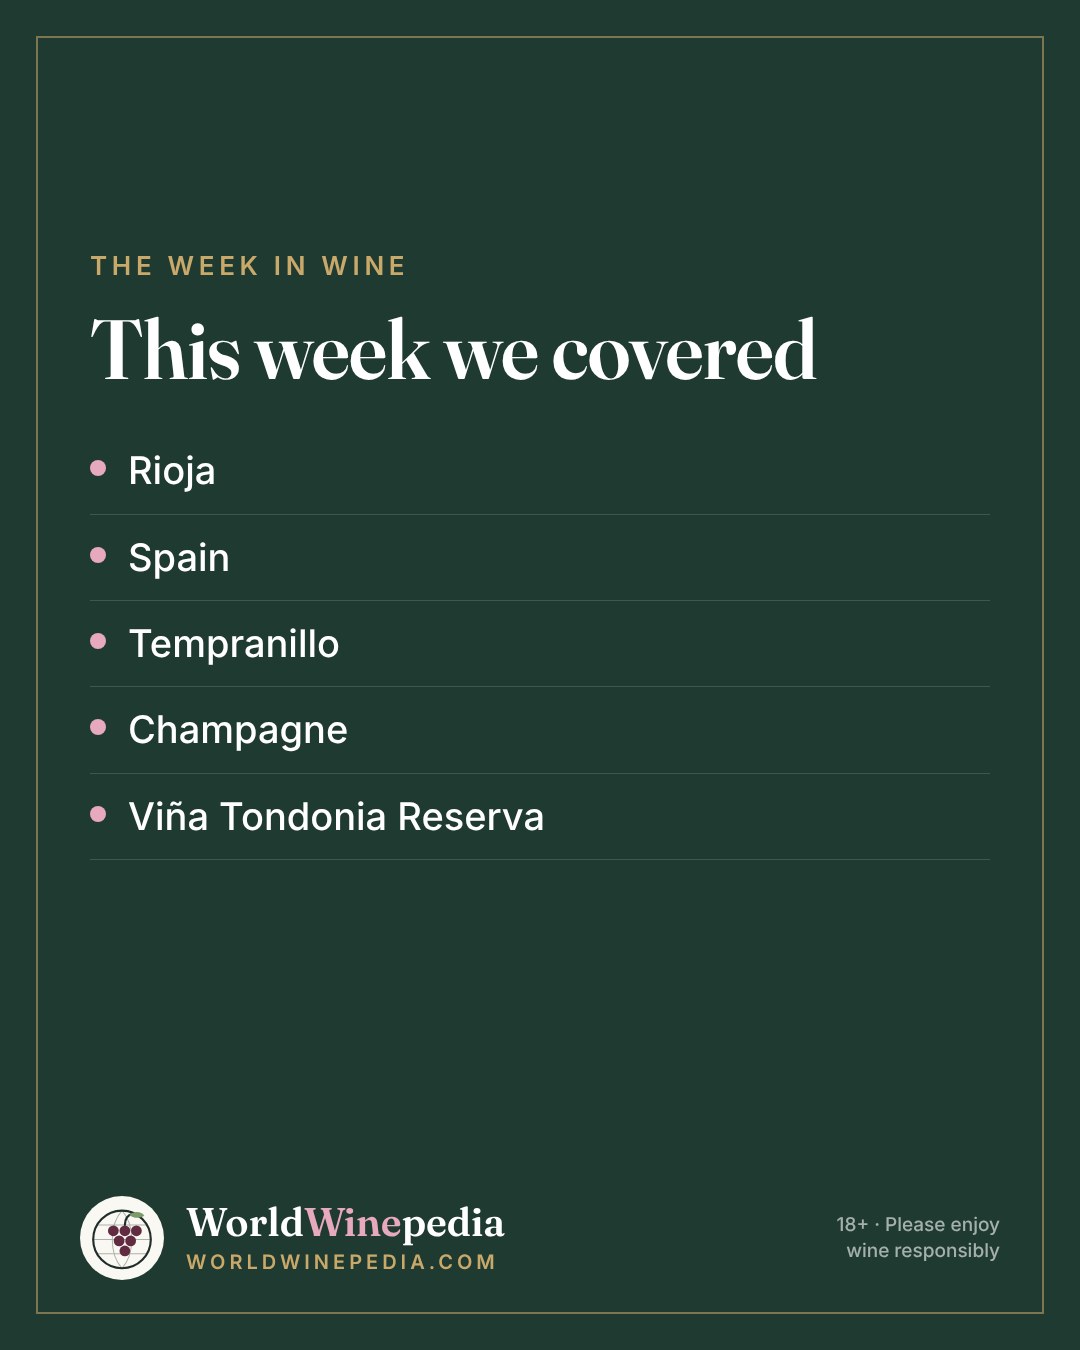 THE WEEK IN WINE
This week we covered
Rioja
Spain
Tempranillo
Champagne
Viña Tondonia Reserva
WorldWinepedia
WORLDWINEPEDIA.COM
18+ · Please enjoy
wine responsibly